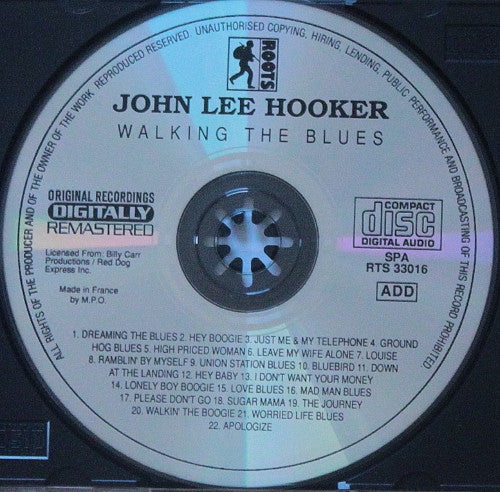 ALL RIGHTS OF THE PRODUCER AND OF THE OWNER OF THE WORK REPRODUCED RESERVED. UNAUTHORISED COPYING, HIRING, LENDING, PUBLIC PERFORMANCE AND BROADCASTING OF THIS RECORD PROHIBITED
ROOTS
JOHN LEE HOOKER
WALKING THE BLUES
ORIGINAL RECORDINGS
DIGITALLY
REMASTERED
Licensed From: Billy Carr
Productions / Red Dog
Express Inc.
Made in France
by M.P.O.
COMPACT
disc
DIGITAL AUDIO
SPA
RTS 33016
ADD
1. DREAMING THE BLUES 2. HEY BOOGIE 3. JUST ME & MY TELEPHONE 4. GROUND
HOG BLUES 5. HIGH PRICED WOMAN 6. LEAVE MY WIFE ALONE 7. LOUISE
8. RAMBLIN' BY MYSELF 9. UNION STATION BLUES 10. BLUEBIRD 11. DOWN
AT THE LANDING 12. HEY BABY 13. I DON'T WANT YOUR MONEY
14. LONELY BOY BOOGIE 15. LOVE BLUES 16. MAD MAN BLUES
17. PLEASE DON'T GO 18. SUGAR MAMA 19. THE JOURNEY
20. WALKIN' THE BOOGIE 21. WORRIED LIFE BLUES
22. APOLOGIZE